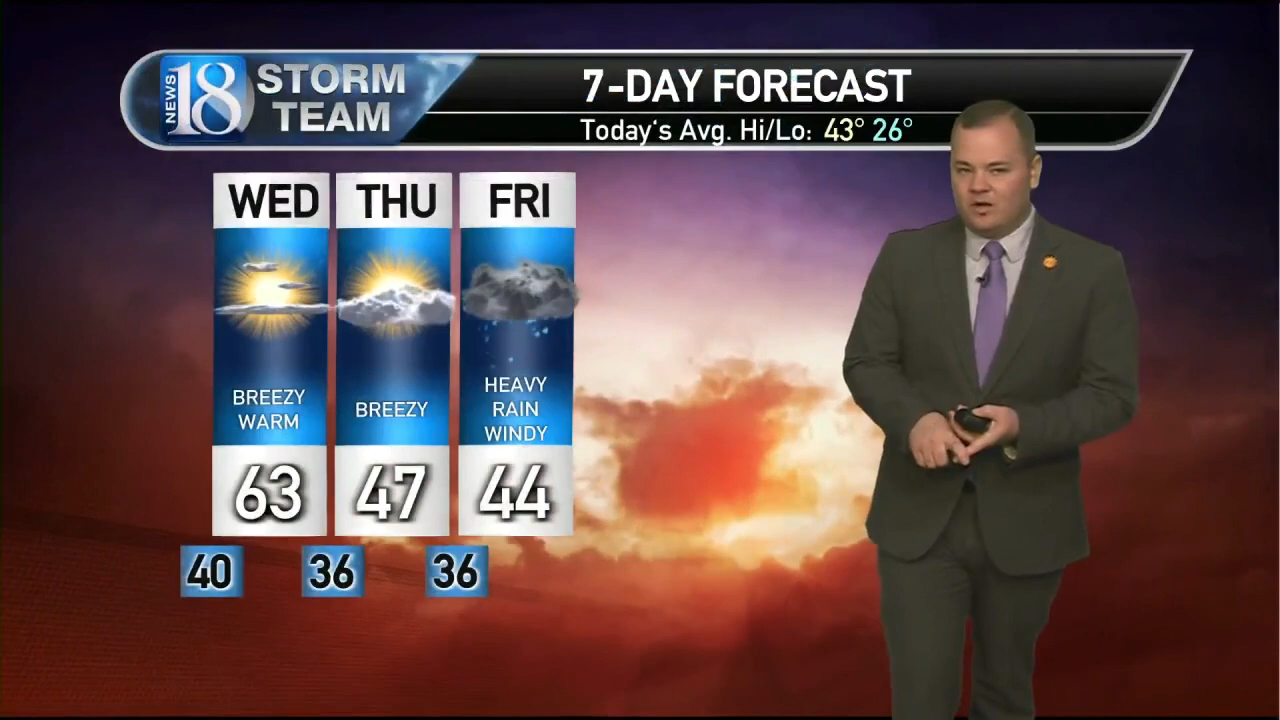 NEWS 18 STORM TEAM
7-DAY FORECAST
Today's Avg. Hi/Lo: 43° 26°
WED THU FRI
BREEZY
WARM
BREEZY
HEAVY
RAIN
WINDY
63 47 44
40 36 36